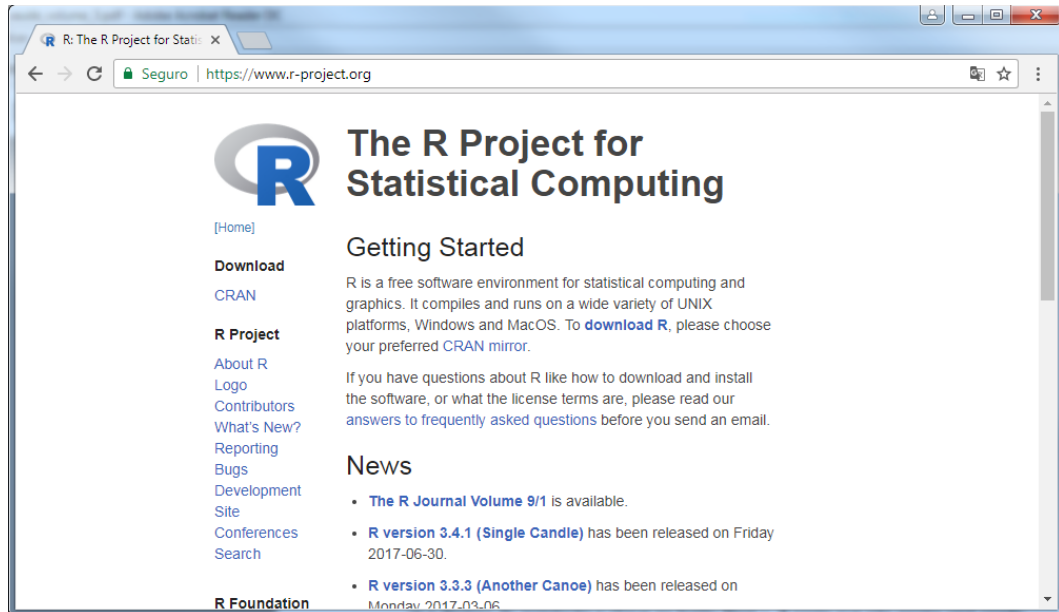 R: The R Project for Statis
Seguro
https://www.r-project.org
R
The R Project for
Statistical Computing
[Home]
Download
CRAN
R Project
About R
Logo
Contributors
What's New?
Reporting
Bugs
Development
Site
Conferences
Search
R Foundation
Getting Started
R is a free software environment for statistical computing and
graphics. It compiles and runs on a wide variety of UNIX
platforms, Windows and MacOS. To download R, please choose
your preferred CRAN mirror.
If you have questions about R like how to download and install
the software, or what the license terms are, please read our
answers to frequently asked questions before you send an email.
News
• The R Journal Volume 9/1 is available.
• R version 3.4.1 (Single Candle) has been released on Friday
2017-06-30.
• R version 3.3.3 (Another Canoe) has been released on
Monday 2017-03-06